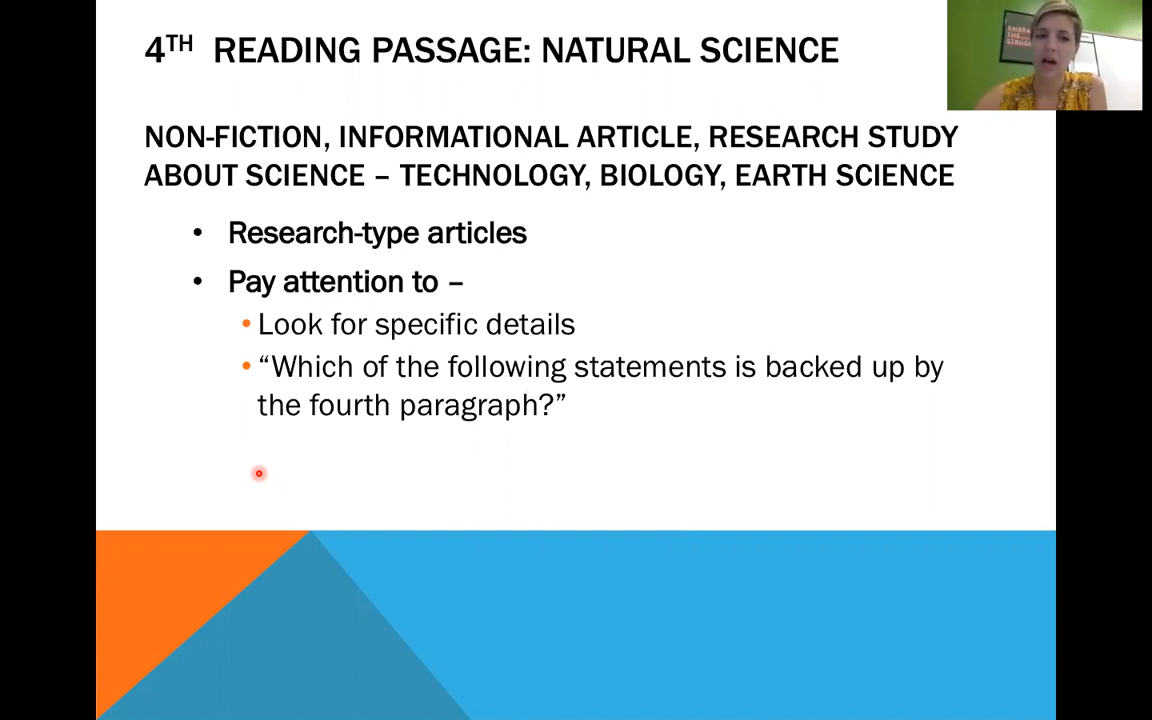 4TH READING PASSAGE: NATURAL SCIENCE
NON-FICTION, INFORMATIONAL ARTICLE, RESEARCH STUDY
ABOUT SCIENCE – TECHNOLOGY, BIOLOGY, EARTH SCIENCE
• Research-type articles
• Pay attention to –
• Look for specific details
• “Which of the following statements is backed up by
the fourth paragraph?”
THE